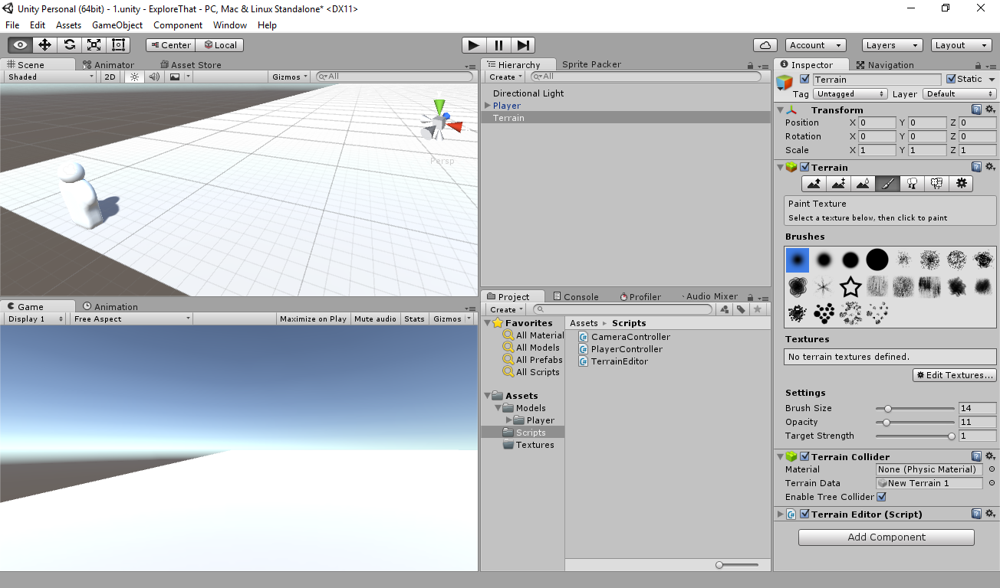 Unity Personal (64bit) - 1.unity - ExploreThat - PC, Mac & Linux Standalone* <DX11>
File Edit Assets GameObject Component Window Help
Center Local Account Layers Layout
Scene Animator Asset Store
Shaded 2D Gizmos All
Persp
Game Animation
Display 1 Free Aspect Maximize on Play Mute audio Stats Gizmos
Hierarchy Sprite Packer
Create All
Directional Light
Player
Terrain
Project Console Profiler Audio Mixer
Create
Favorites
All Material
All Models
All Prefabs
All Scripts
Assets
Models
Player
Scripts
Textures
Assets Scripts
CameraController
PlayerController
TerrainEditor
Inspector Navigation
Terrain Static
Tag Untagged Layer Default
Transform
Position X 0 Y 0 Z 0
Rotation X 0 Y 0 Z 0
Scale X 1 Y 1 Z 1
Terrain
Paint Texture
Select a texture below, then click to paint
Brushes
Textures
No terrain textures defined.
Edit Textures...
Settings
Brush Size 14
Opacity 11
Target Strength 1
Terrain Collider
Material None (Physic Material)
Terrain Data New Terrain 1
Enable Tree Collider
Terrain Editor (Script)
Add Component